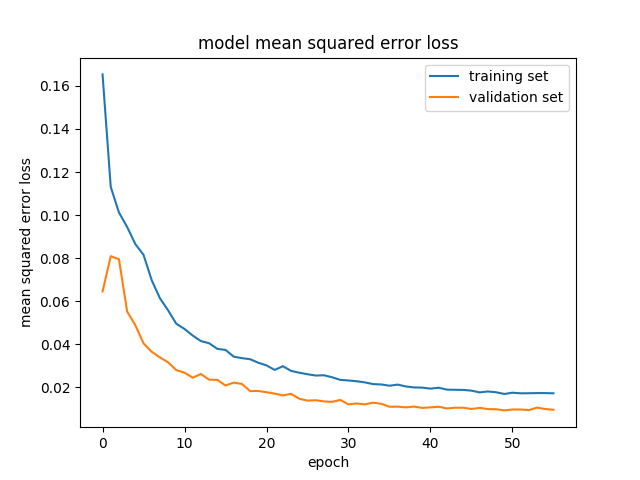 model mean squared error loss
training set
validation set
0.16
0.14
0.12
0.10
0.08
0.06
0.04
0.02
mean squared error loss
0 10 20 30 40 50
epoch